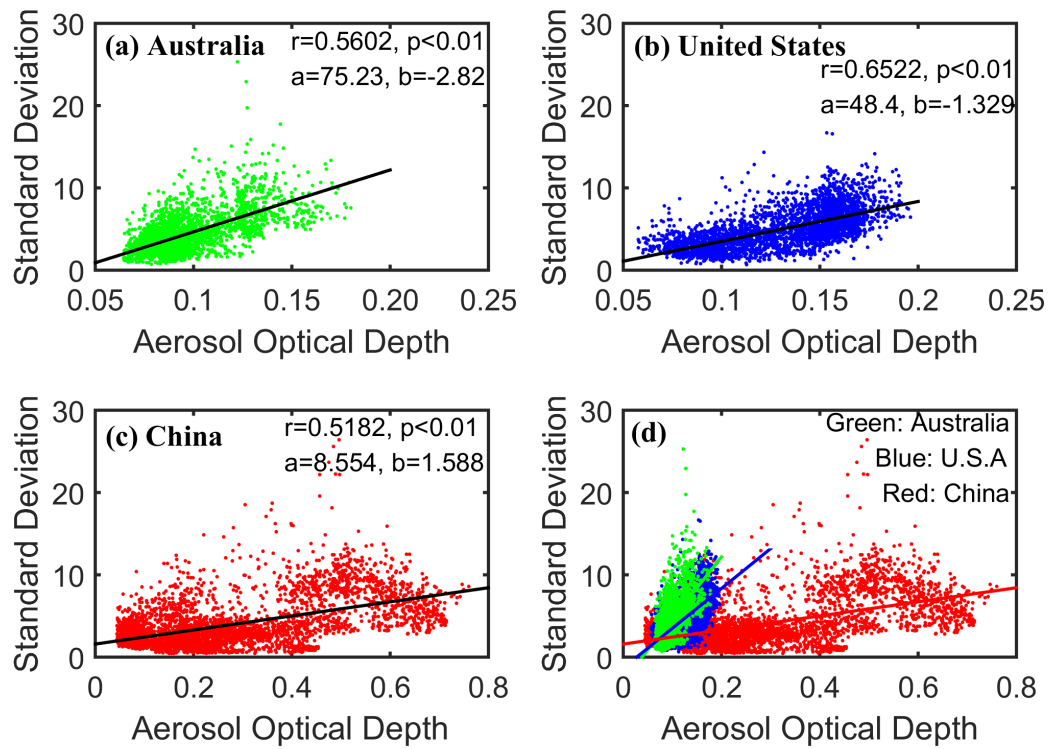 (a) Australia
r=0.5602, p<0.01
a=75.23, b=-2.82
Standard Deviation
30
20
10
0
0.05
0.1
0.15
0.20
0.25
Aerosol Optical Depth
(b) United States
r=0.6522, p<0.01
a=48.4, b=-1.329
Standard Deviation
30
20
10
0
0.05
0.1
0.15
0.2
0.25
Aerosol Optical Depth
(c) China
r=0.5182, p<0.01
a=8.554, b=1.588
Standard Deviation
30
20
10
0
0
0.2
0.4
0.6
0.8
Aerosol Optical Depth
(d)
Green: Australia
Blue: U.S.A
Red: China
Standard Deviation
30
20
10
0
0
0.2
0.4
0.6
0.8
Aerosol Optical Depth